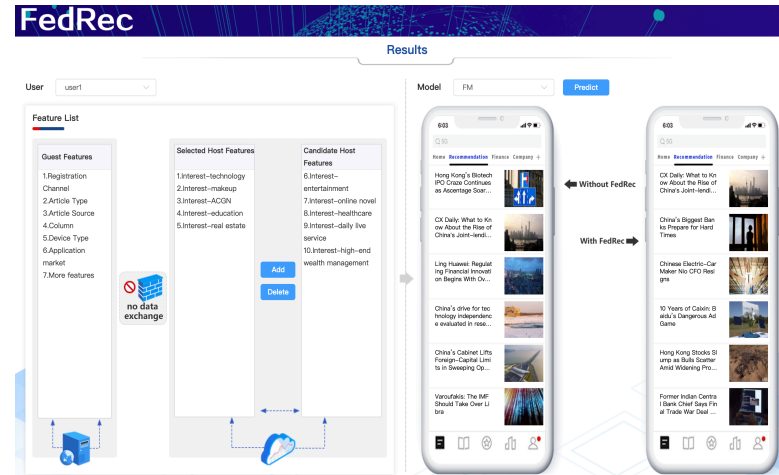 FedRec
Results
User
user1
Model
FM
Predict
Feature List
Guest Features
1.Registration
Channel
2.Article Type
3.Article Source
4.Column
5.Device Type
6.Application
market
7.More features
no data
exchange
Selected Host Features
1.Interest-technology
2.Interest-makeup
3.Interest-ACGN
4.Interest-education
5.Interest-real estate
Add
Delete
Candidate Host
Features
6.Interest-
entertainment
7.Interest-online novel
8.Interest-healthcare
9.Interest-daily live
service
10.Interest-high-end
wealth management
6:03
5G
Home Recommendation Finance Company +
Hong Kong's Biotech
IPO Craze Continues
as Ascentage Soar...
CX Daily: What to Kn
ow About the Rise of
China's Joint-lendi...
Ling Huawei: Regulat
ing Financial Innovati
on Begins With Ov...
China's drive for tec
hnology independenc
e evaluated in rese...
China's Cabinet Lifts
Foreign-Capital Limi
ts in Sweeping Op...
Varoufakis: The IMF
Should Take Over Li
bra
Without FedRec
With FedRec
6:03
5G
Home Recommendation Finance Company +
CX Daily: What to Kn
ow About the Rise of
China's Joint-lendi...
China's Biggest Ban
ks Prepare for Hard
Times
Chinese Electric-Car
Maker Nio CFO Resi
gns
10 Years of Caixin: B
aidu's Dangerous Ad
Game
Hong Kong Stocks Sl
ump as Bulls Scatter
Amid Widening Pro...
Former Indian Centra
l Bank Chief Says Fin
al Trade War Deal ...